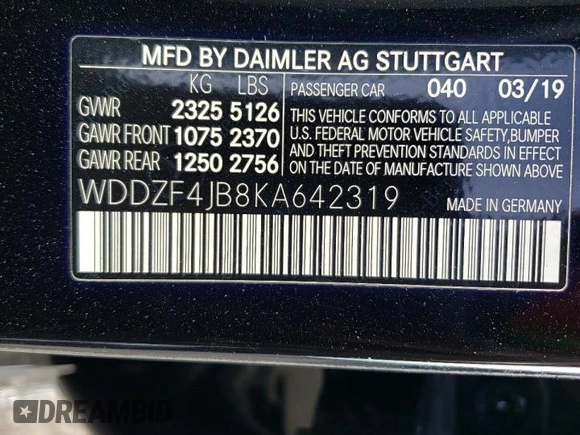 MFD BY DAIMLER AG STUTTGART
KG LBS
GVWR 2325 5126
GAWR FRONT 1075 2370
GAWR REAR 1250 2756
PASSENGER CAR 040 03/19
THIS VEHICLE CONFORMS TO ALL APPLICABLE
U.S. FEDERAL MOTOR VEHICLE SAFETY, BUMPER
AND THEFT PREVENTION STANDARDS IN EFFECT
ON THE DATE OF MANUFACTURE SHOWN ABOVE
WDDZF4JB8KA642319
MADE IN GERMANY
DREAMBID